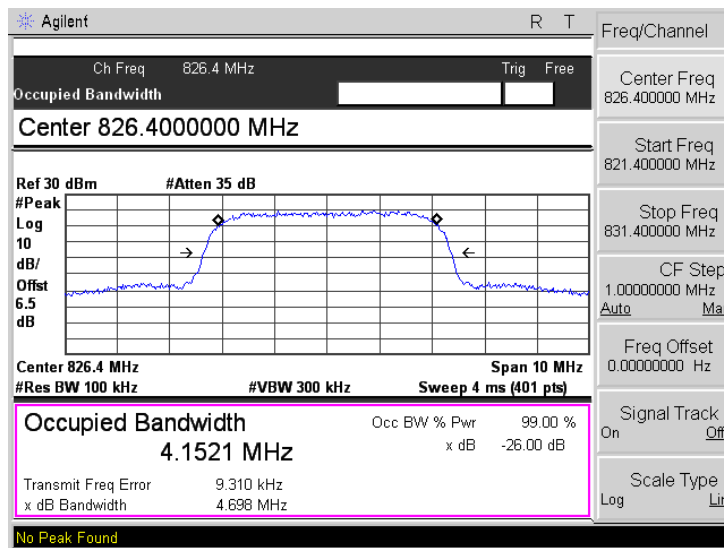 Agilent R T
Ch Freq 826.4 MHz Trig Free
Occupied Bandwidth
Center 826.4000000 MHz
Ref 30 dBm #Atten 35 dB
#Peak
Log
10
dB/
Offst
6.5
dB
Center 826.4 MHz Span 10 MHz
#Res BW 100 kHz #VBW 300 kHz Sweep 4 ms (401 pts)
Occupied Bandwidth
4.1521 MHz
Occ BW % Pwr 99.00 %
x dB -26.00 dB
Transmit Freq Error 9.310 kHz
x dB Bandwidth 4.698 MHz
No Peak Found
Freq/Channel
Center Freq
826.400000 MHz
Start Freq
821.400000 MHz
Stop Freq
831.400000 MHz
CF Step
1.00000000 MHz
Auto Ma
Freq Offset
0.00000000 Hz
Signal Track
On Off
Scale Type
Log Lin